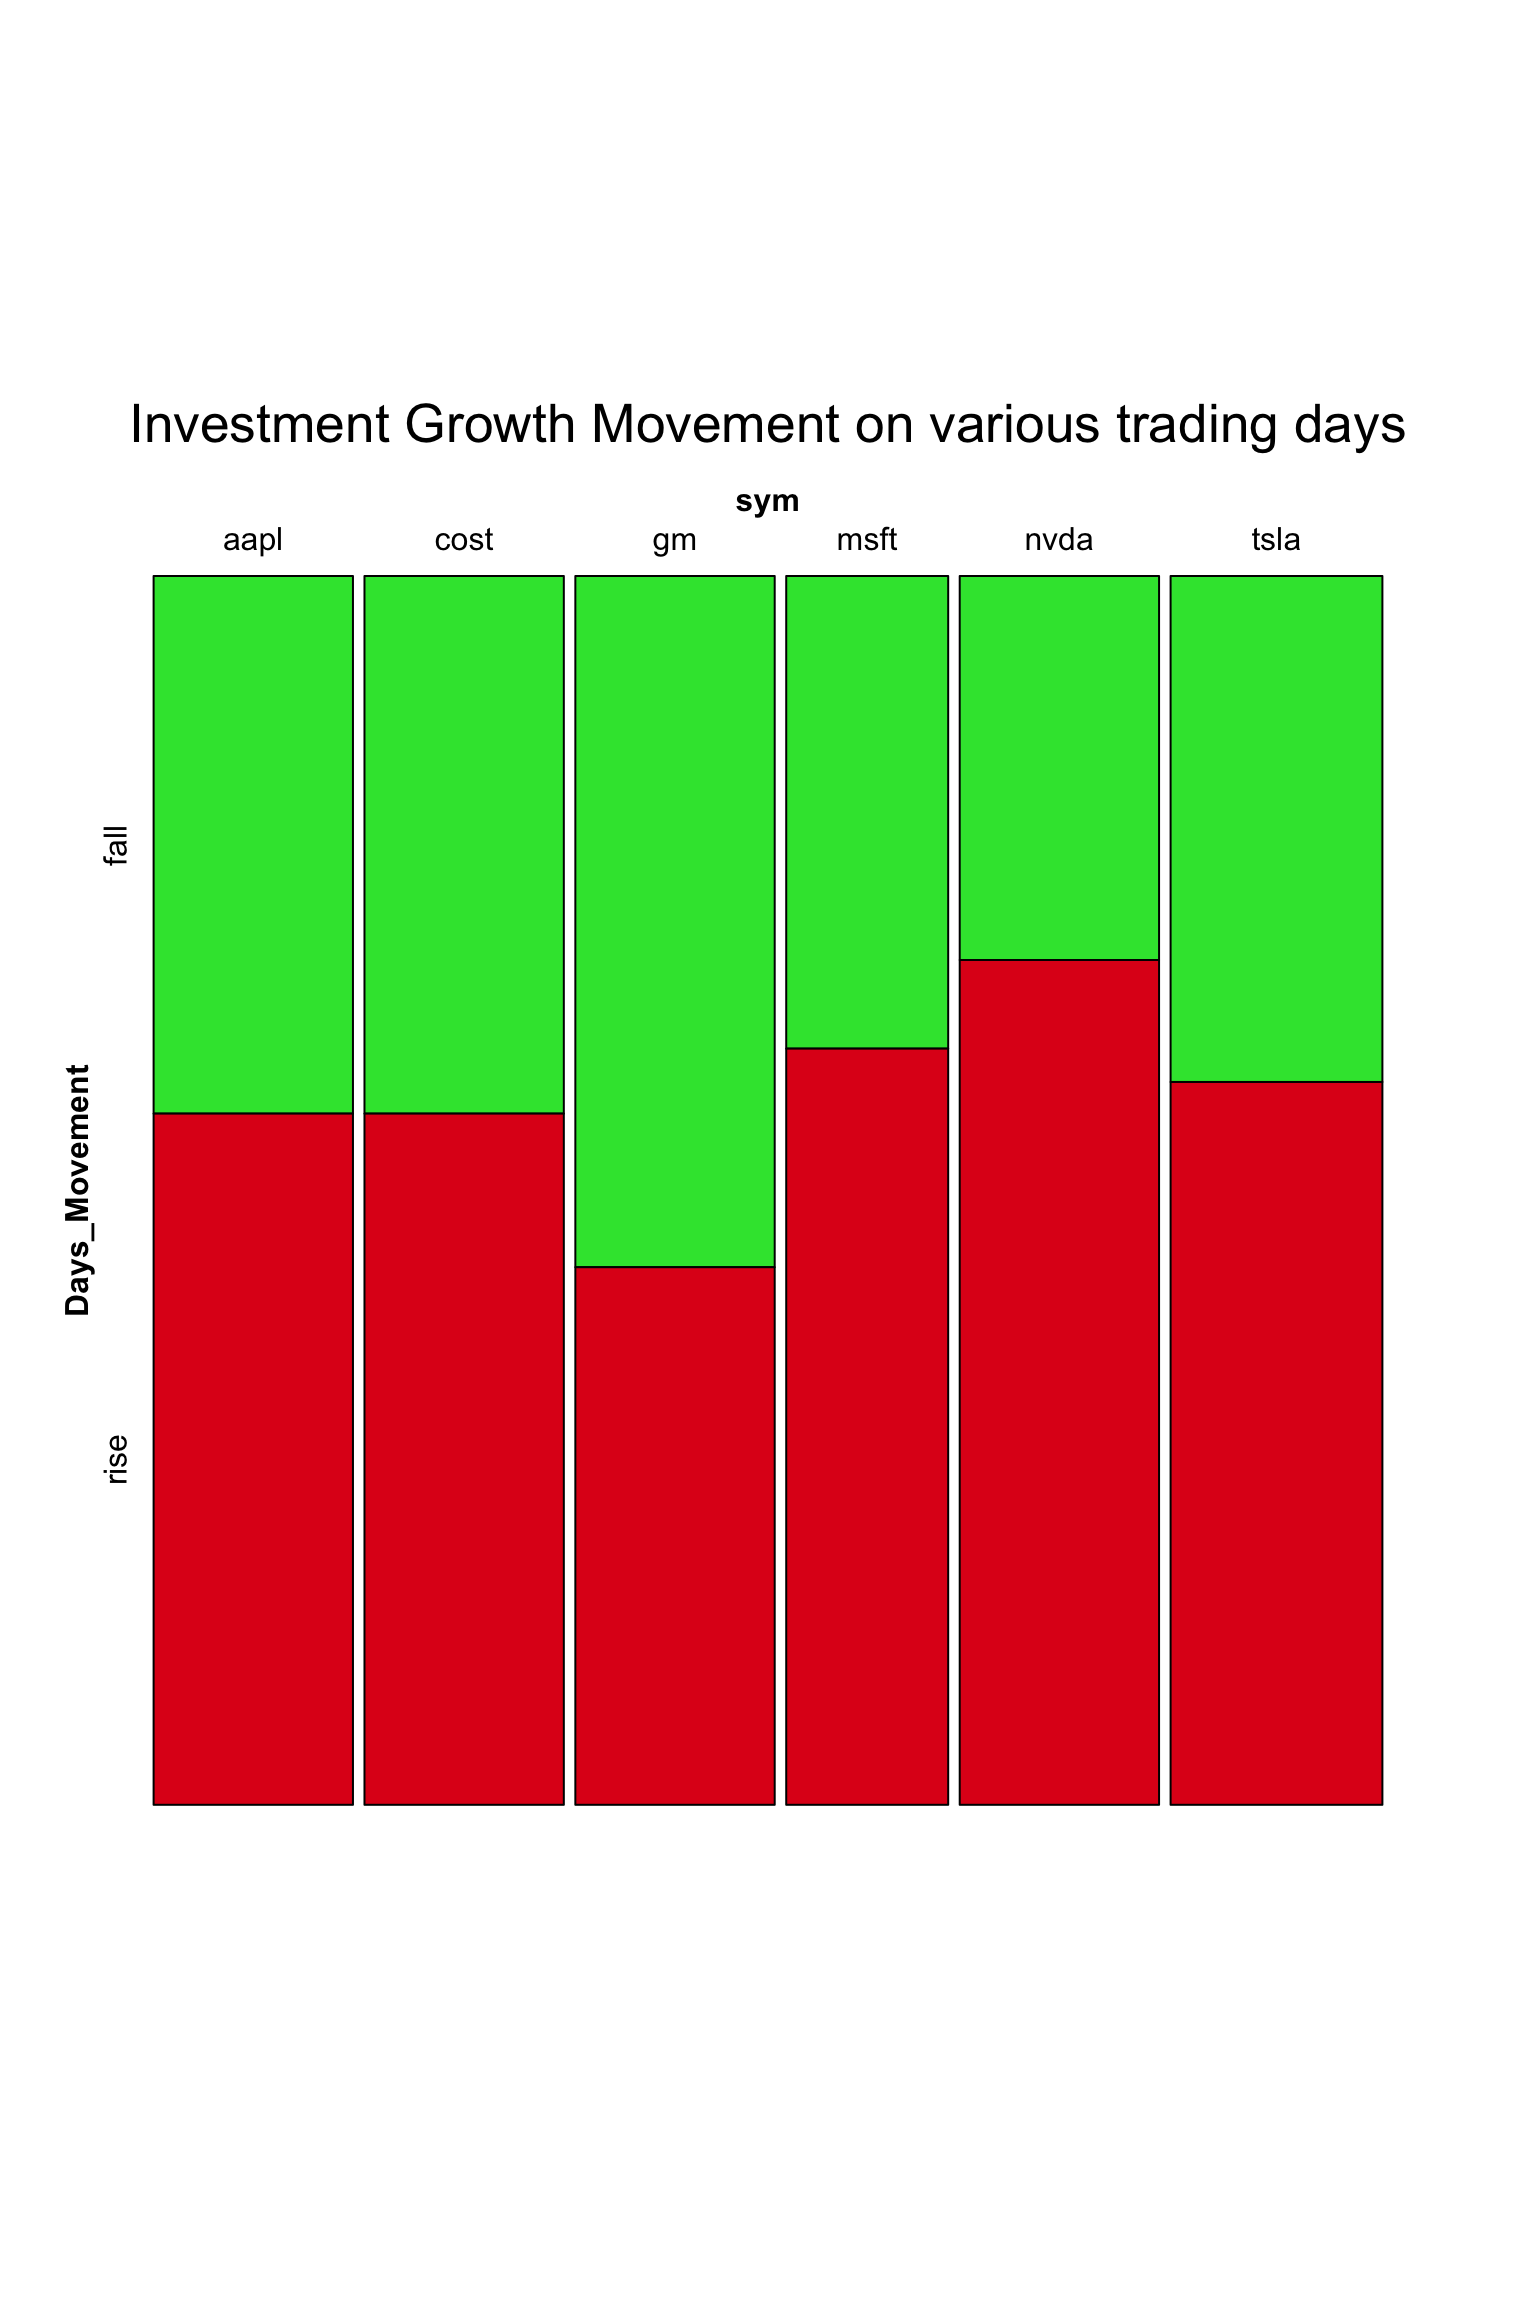 Investment Growth Movement on various trading days
sym
aapl cost gm msft nvda tsla
Days_Movement
fall
rise